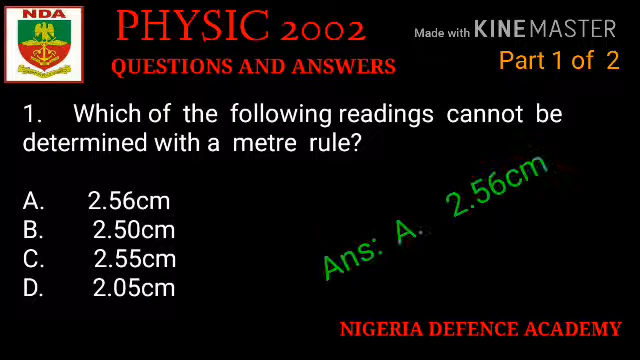 NDA
PHYSIC 2002
Made with KINEMASTER
QUESTIONS AND ANSWERS
Part 1 of 2
1. Which of the following readings cannot be
determined with a metre rule?
A. 2.56cm
B. 2.50cm
C. 2.55cm
D. 2.05cm
Ans: A. 2.56cm
NIGERIA DEFENCE ACADEMY